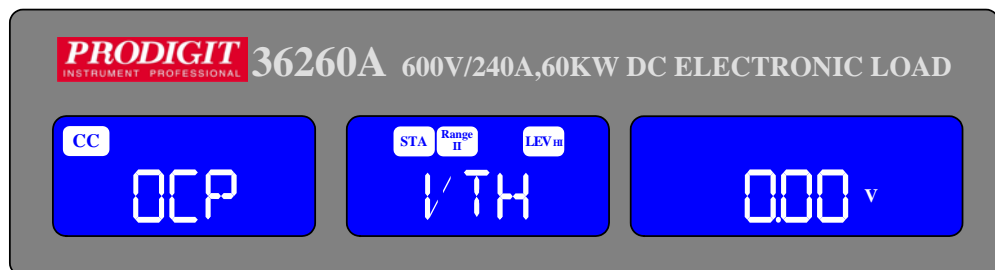 PRODIGIT
INSTRUMENT PROFESSIONAL
36260A 600V/240A,60KW DC ELECTRONIC LOAD
CC
OCP
STA Range II LEV HI
VTH
0.00 V